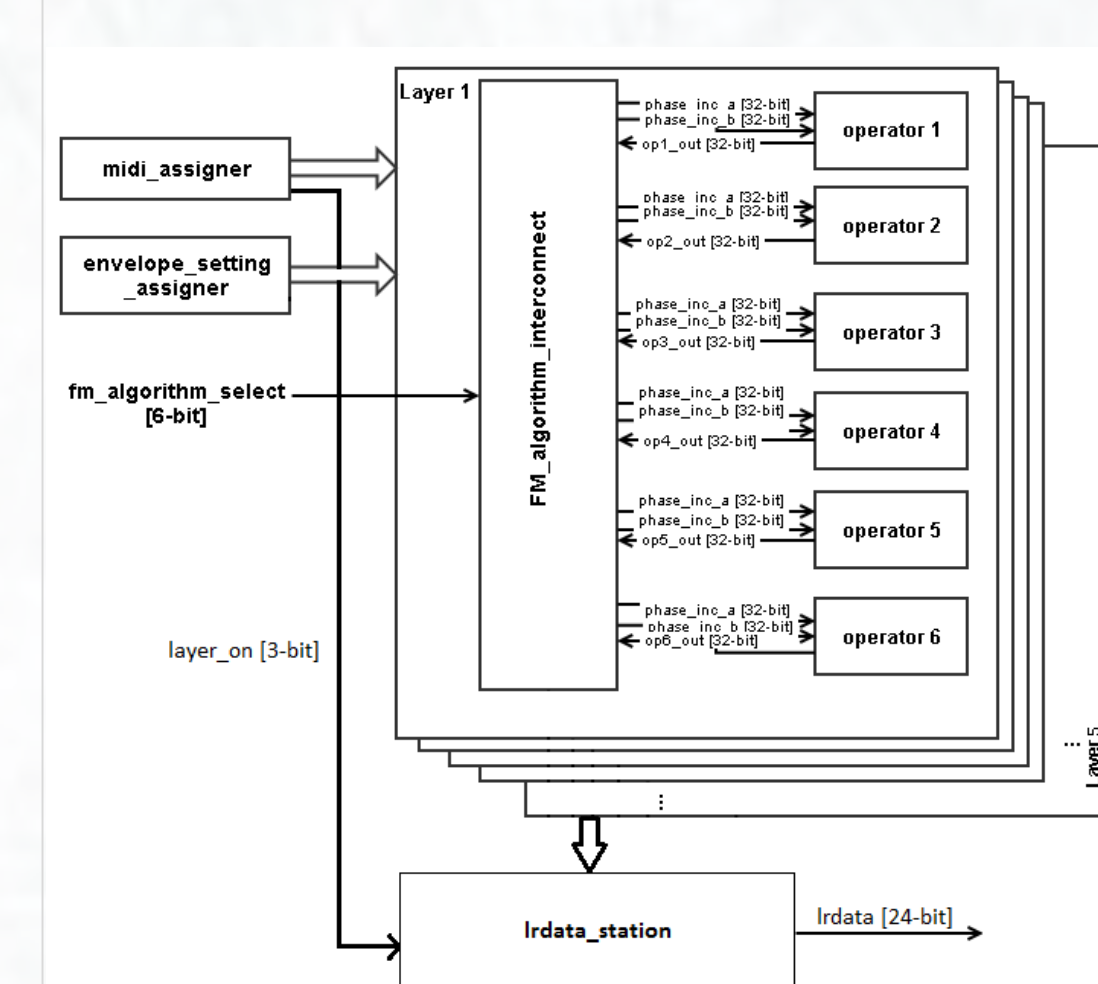 Layer 1
midi_assigner
envelope_setting
_assigner
fm_algorithm_select
[6-bit]
FM_algorithm_interconnect
phase_inc_a [32-bit]
phase_inc_b [32-bit]
op1_out [32-bit]
operator 1
phase_inc_a [32-bit]
phase_inc_b [32-bit]
op2_out [32-bit]
operator 2
phase_inc_a [32-bit]
phase_inc_b [32-bit]
op3_out [32-bit]
operator 3
phase_inc_a [32-bit]
phase_inc_b [32-bit]
op4_out [32-bit]
operator 4
phase_inc_a [32-bit]
phase_inc_b [32-bit]
op5_out [32-bit]
operator 5
phase_inc_a [32-bit]
phase_inc_b [32-bit]
op6_out [32-bit]
operator 6
layer_on [3-bit]
...
Layer 5
...
lrdata_station
lrdata [24-bit]